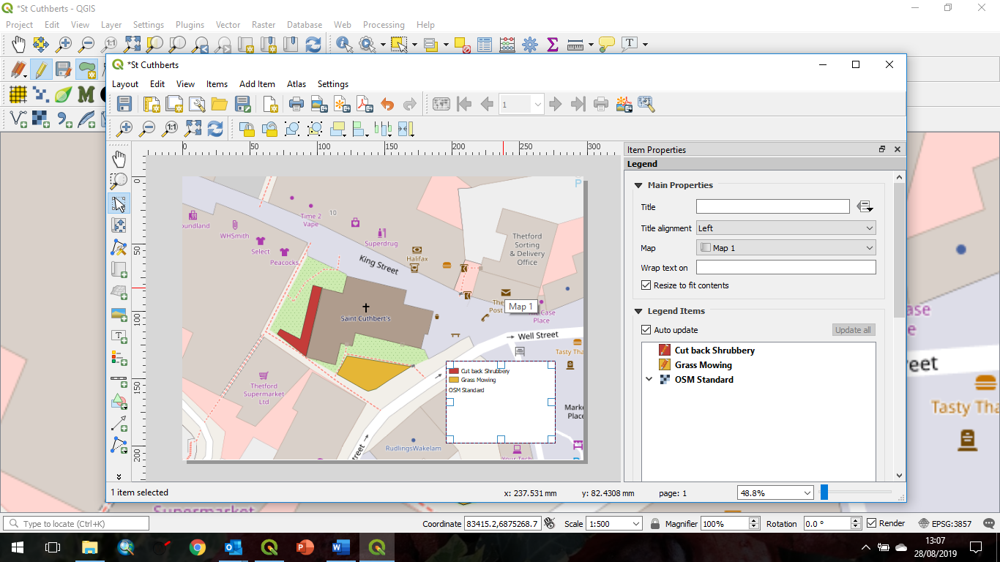 *St Cuthberts - QGIS
Project Edit View Layer Settings Plugins Vector Raster Database Web Processing Help
*St Cuthberts
Layout Edit View Items Add Item Atlas Settings
1
0 50 100 150 200 250 300
0
50
100
150
200
Item Properties
Legend
Main Properties
Title
Title alignment Left
Map Map 1
Wrap text on
Resize to fit contents
Legend Items
Auto update Update all
Cut back Shrubbery
Grass Mowing
OSM Standard
P
oundland
WHSmith
Select
Peacocks
Time 2
Vape
10
Superdrug
Halifax
King Street
Thetford
Sorting
& Delivery
Office
The
Post
Map 1
Case
Place
Saint Cuthbert's
Well Street
Tasty Tha
Thetford
Supermarket
Ltd
Cut back Shrubbery
Grass Mowing
OSM Standard
Marke
Place
RudlingsWakelam
treet
Your Tech
ase
e
eet
Tasty Tha
Supermarket
1 item selected
x: 237.531 mm y: 82.4308 mm page: 1 48.8%
Type to locate (Ctrl+K) Coordinate 83415.2,6875268.7 Scale 1:500 Magnifier 100% Rotation 0.0 ° Render EPSG:3857
13:07
28/08/2019